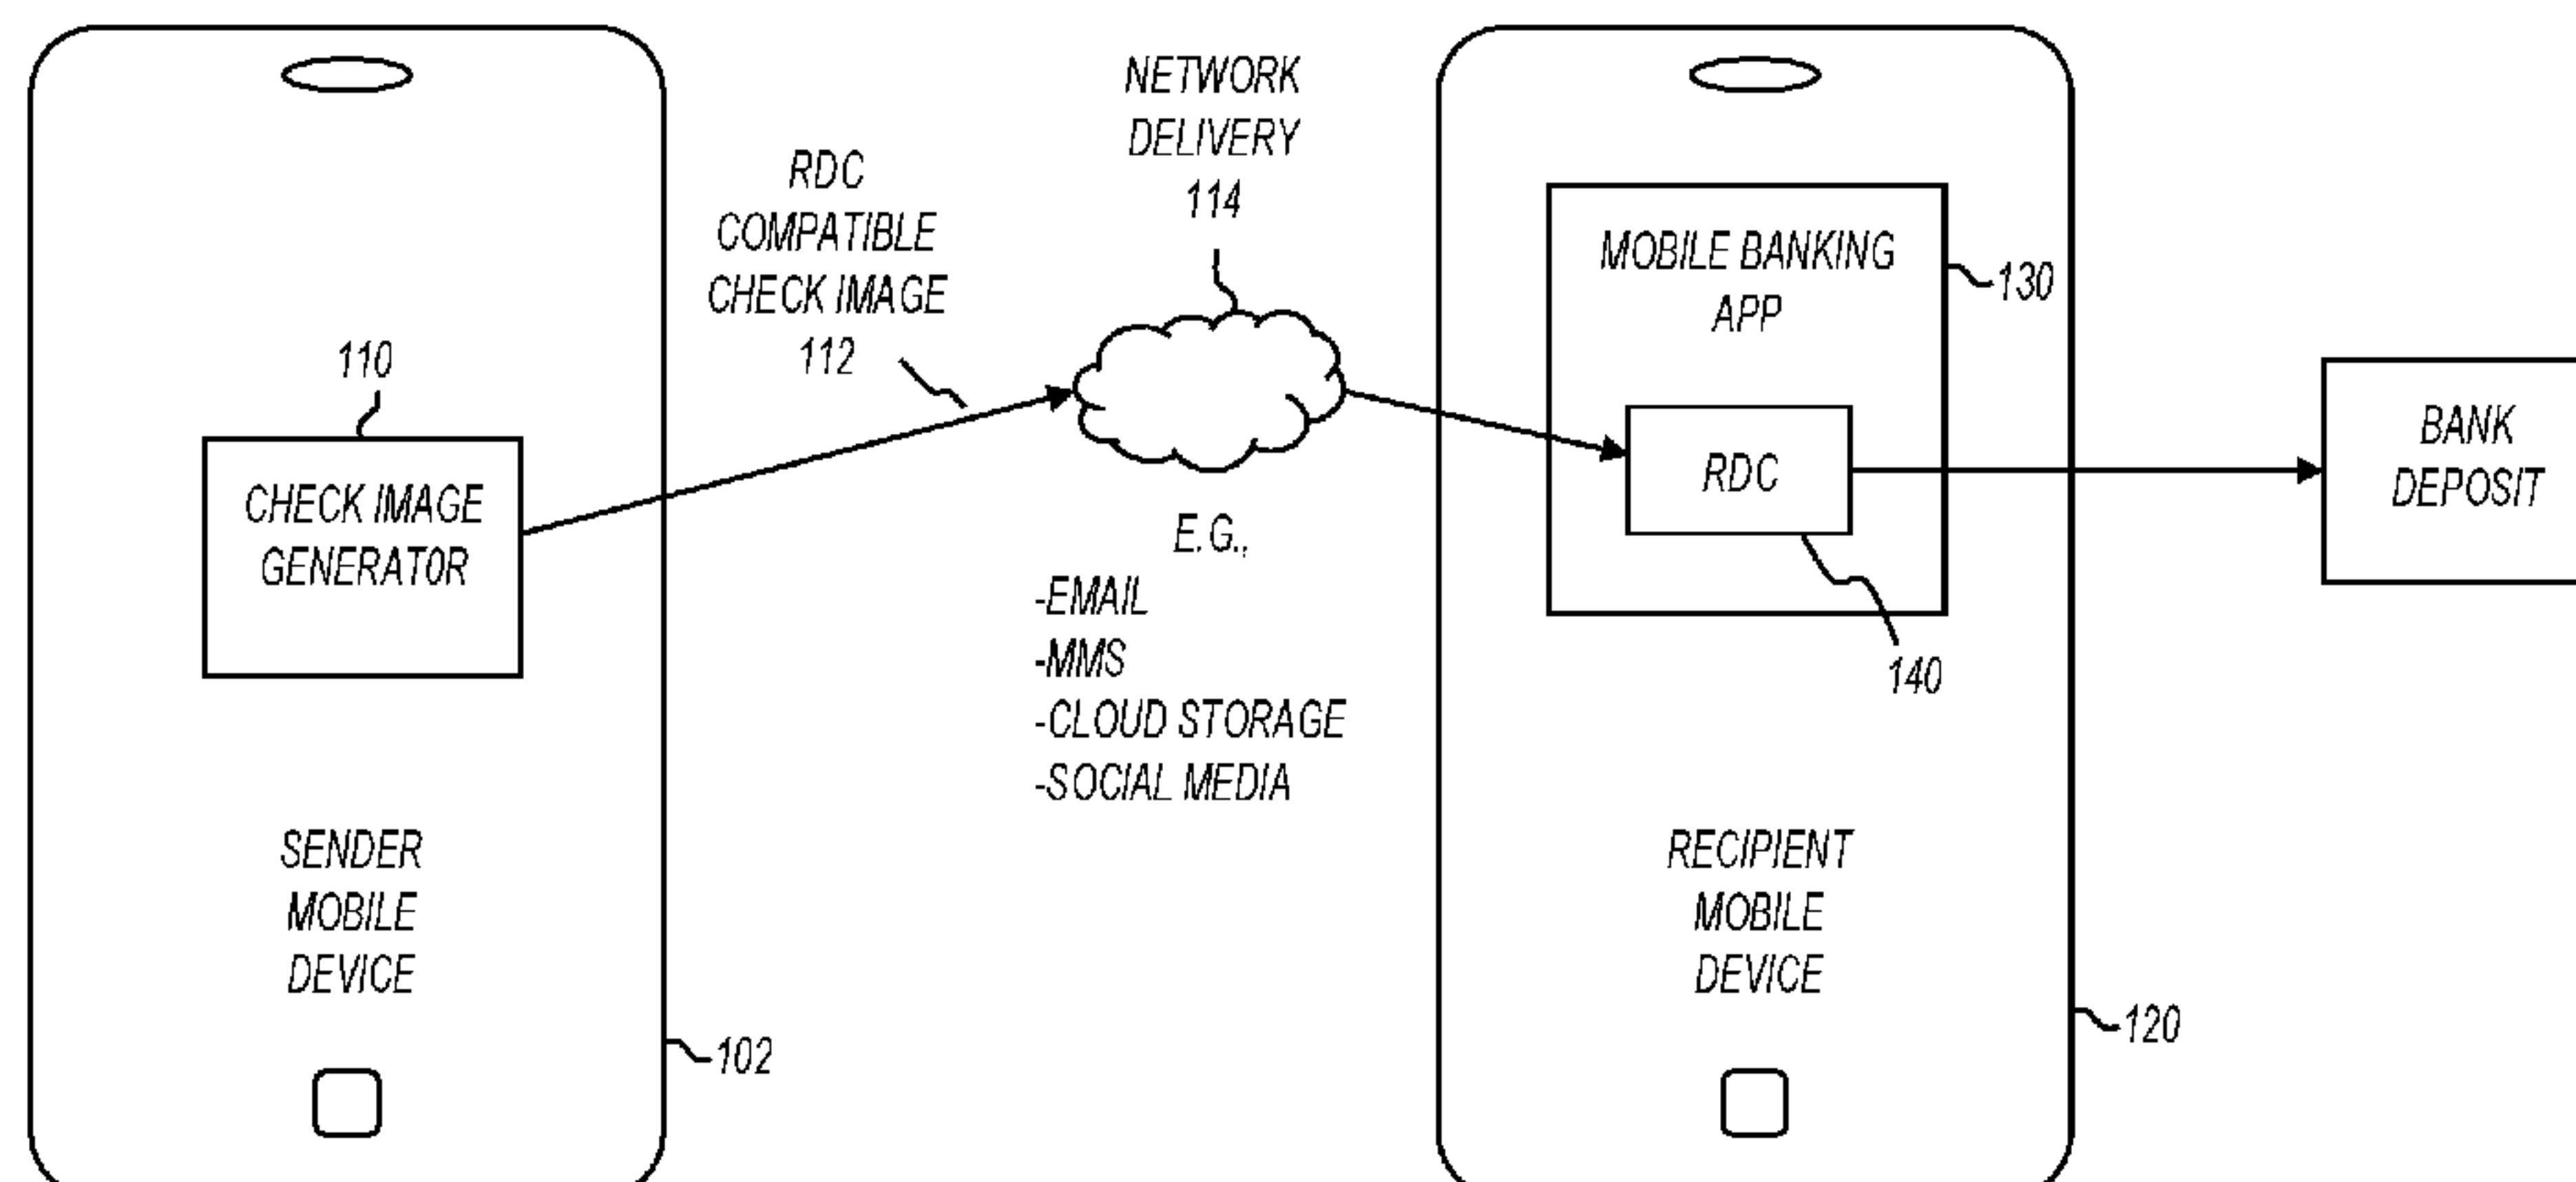 110
CHECK IMAGE
GENERATOR
SENDER
MOBILE
DEVICE
102
RDC
COMPATIBLE
CHECK IMAGE
112
NETWORK
DELIVERY
114
E.G.,
-EMAIL
-MMS
-CLOUD STORAGE
-SOCIAL MEDIA
MOBILE BANKING
APP
130
RDC
140
RECIPIENT
MOBILE
DEVICE
120
BANK
DEPOSIT